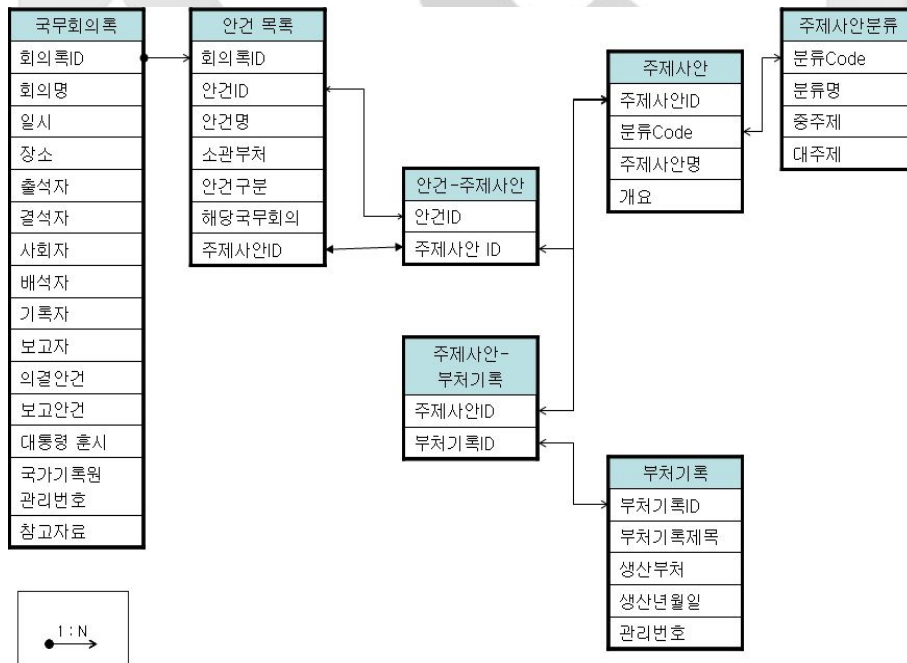 국무회의록
회의록ID
회의명
일시
장소
출석자
결석자
사회자
배석자
기록자
보고자
의결안건
보고안건
대통령 훈시
국가기록원
관리번호
참고자료
안건 목록
회의록ID
안건ID
안건명
소관부처
안건구분
해당국무회의
주제사안ID
안건-주제사안
안건ID
주제사안 ID
주제사안-
부처기록
주제사안ID
부처기록ID
주제사안
주제사안ID
분류Code
주제사안명
개요
주제사안분류
분류Code
분류명
중주제
대주제
부처기록
부처기록ID
부처기록제목
생산부처
생산년월일
관리번호
1 : N